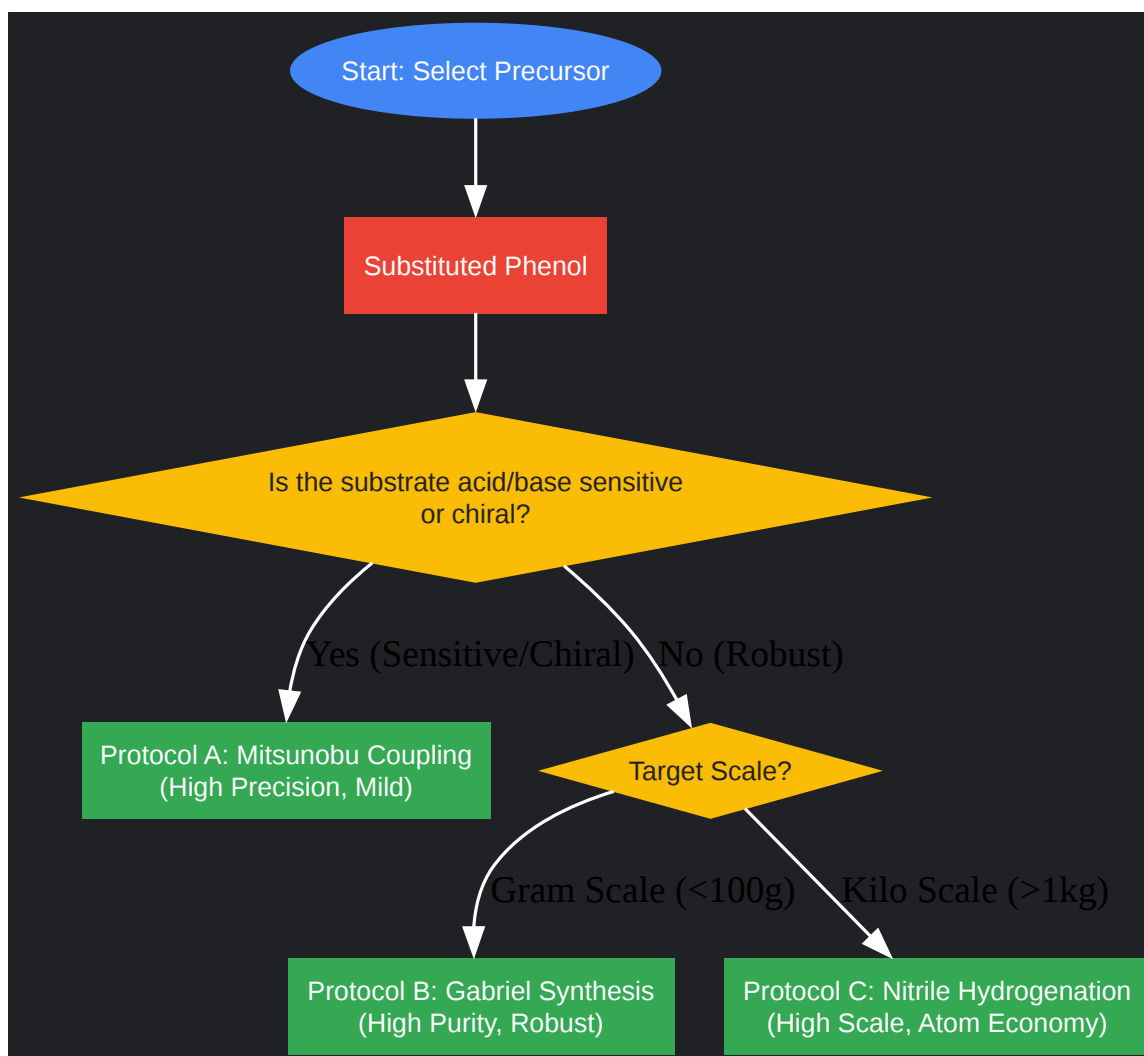 Start: Select Precursor
Substituted Phenol
Is the substrate acid/base sensitive
or chiral?
Yes (Sensitive/Chiral)
No (Robust)
Protocol A: Mitsunobu Coupling
(High Precision, Mild)
Target Scale?
Gram Scale (<100g)
Kilo Scale (>1kg)
Protocol B: Gabriel Synthesis
(High Purity, Robust)
Protocol C: Nitrile Hydrogenation
(High Scale, Atom Economy)